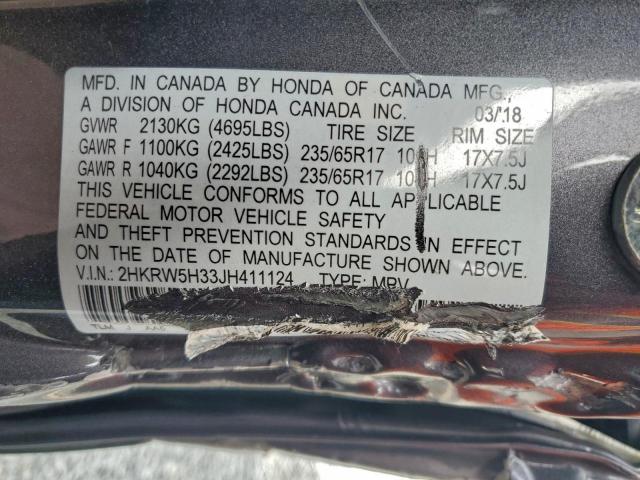 MFD. IN CANADA BY HONDA OF CANADA MFG.,
A DIVISION OF HONDA CANADA INC. 03/18
GVWR 2130KG (4695LBS) TIRE SIZE RIM SIZE
GAWR F 1100KG (2425LBS) 235/65R17 17X7.5J
GAWR R 1040KG (2292LBS) 235/65R17 17X7.5J
THIS VEHICLE CONFORMS TO ALL APPLICABLE
FEDERAL MOTOR VEHICLE SAFETY
AND THEFT PREVENTION STANDARDS IN EFFECT
ON THE DATE OF MANUFACTURE SHOWN ABOVE.
V.I.N.: 2HKRW5H33JH411124 TYPE: MPV